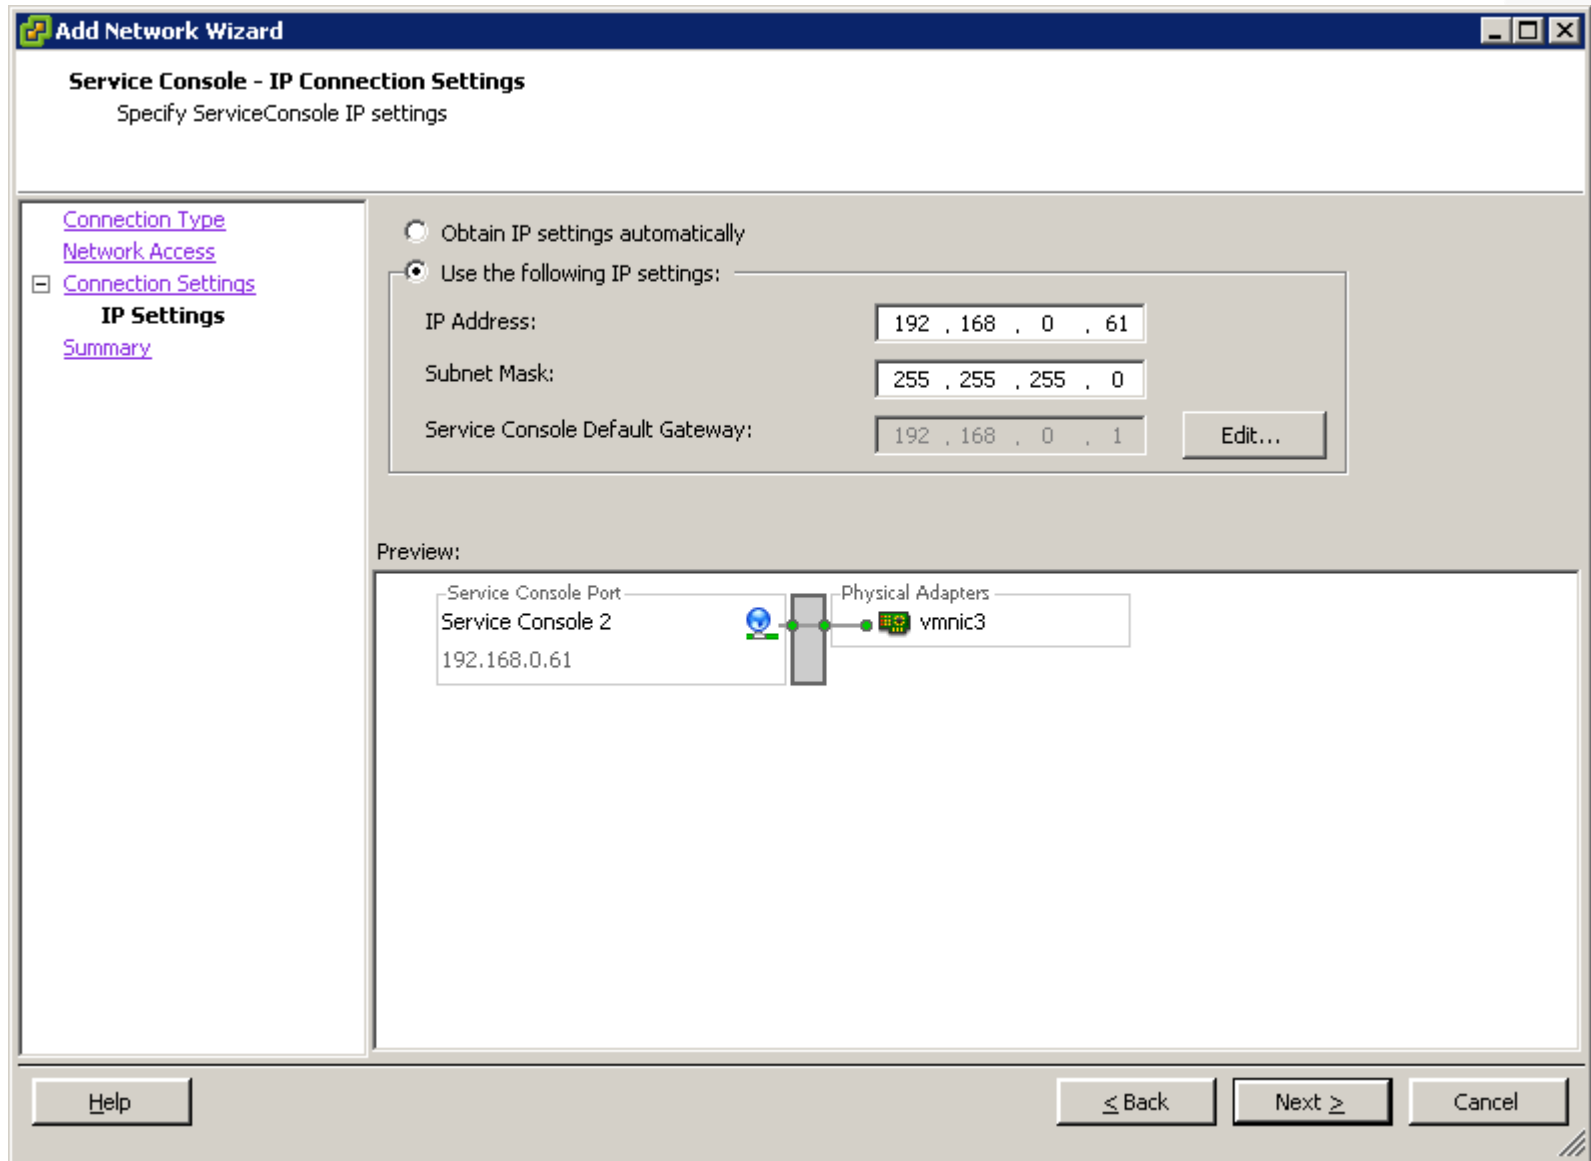 Add Network Wizard
Service Console - IP Connection Settings
Specify ServiceConsole IP settings
Connection Type
Network Access
Connection Settings
IP Settings
Summary
Obtain IP settings automatically
Use the following IP settings:
IP Address: 192 . 168 . 0 . 61
Subnet Mask: 255 . 255 . 255 . 0
Service Console Default Gateway: 192 . 168 . 0 . 1 Edit...
Preview:
Service Console Port Physical Adapters
Service Console 2 vmnic3
192.168.0.61
Help < Back Next > Cancel